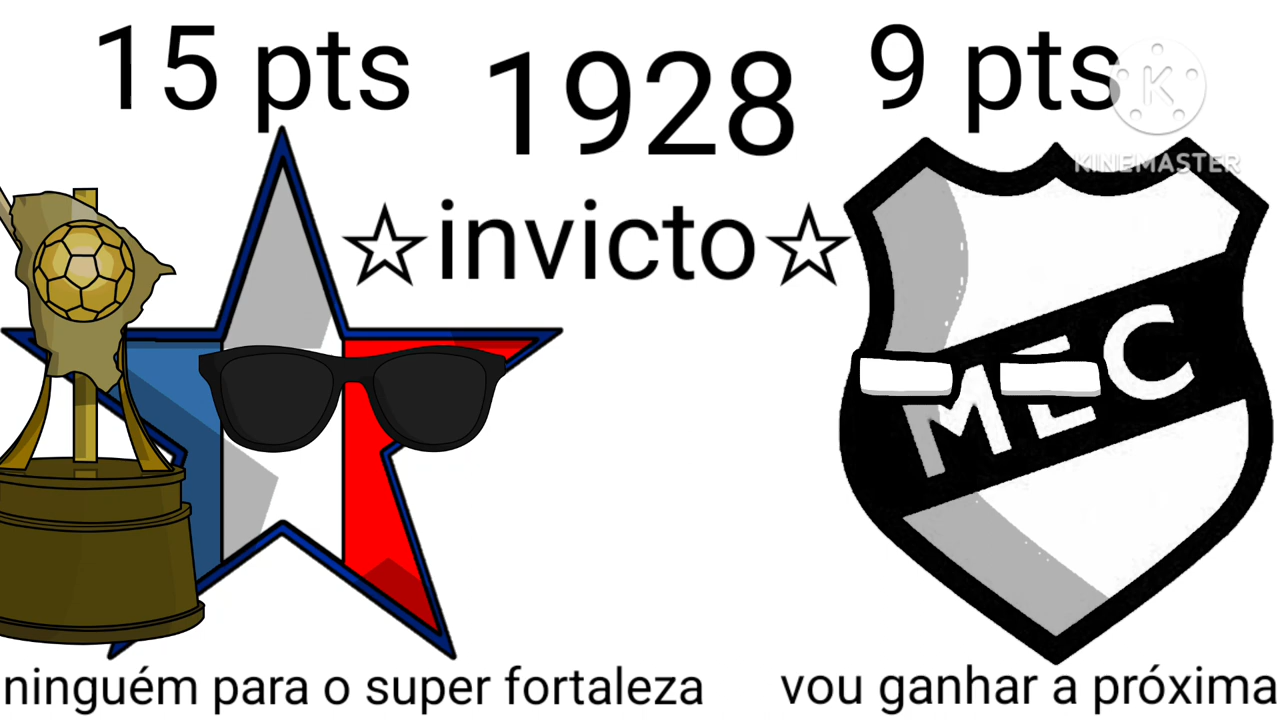 15 pts
1928
9 pts
KINEMASTER
☆invicto☆
MEC
ninguém para o super fortaleza
vou ganhar a próxima